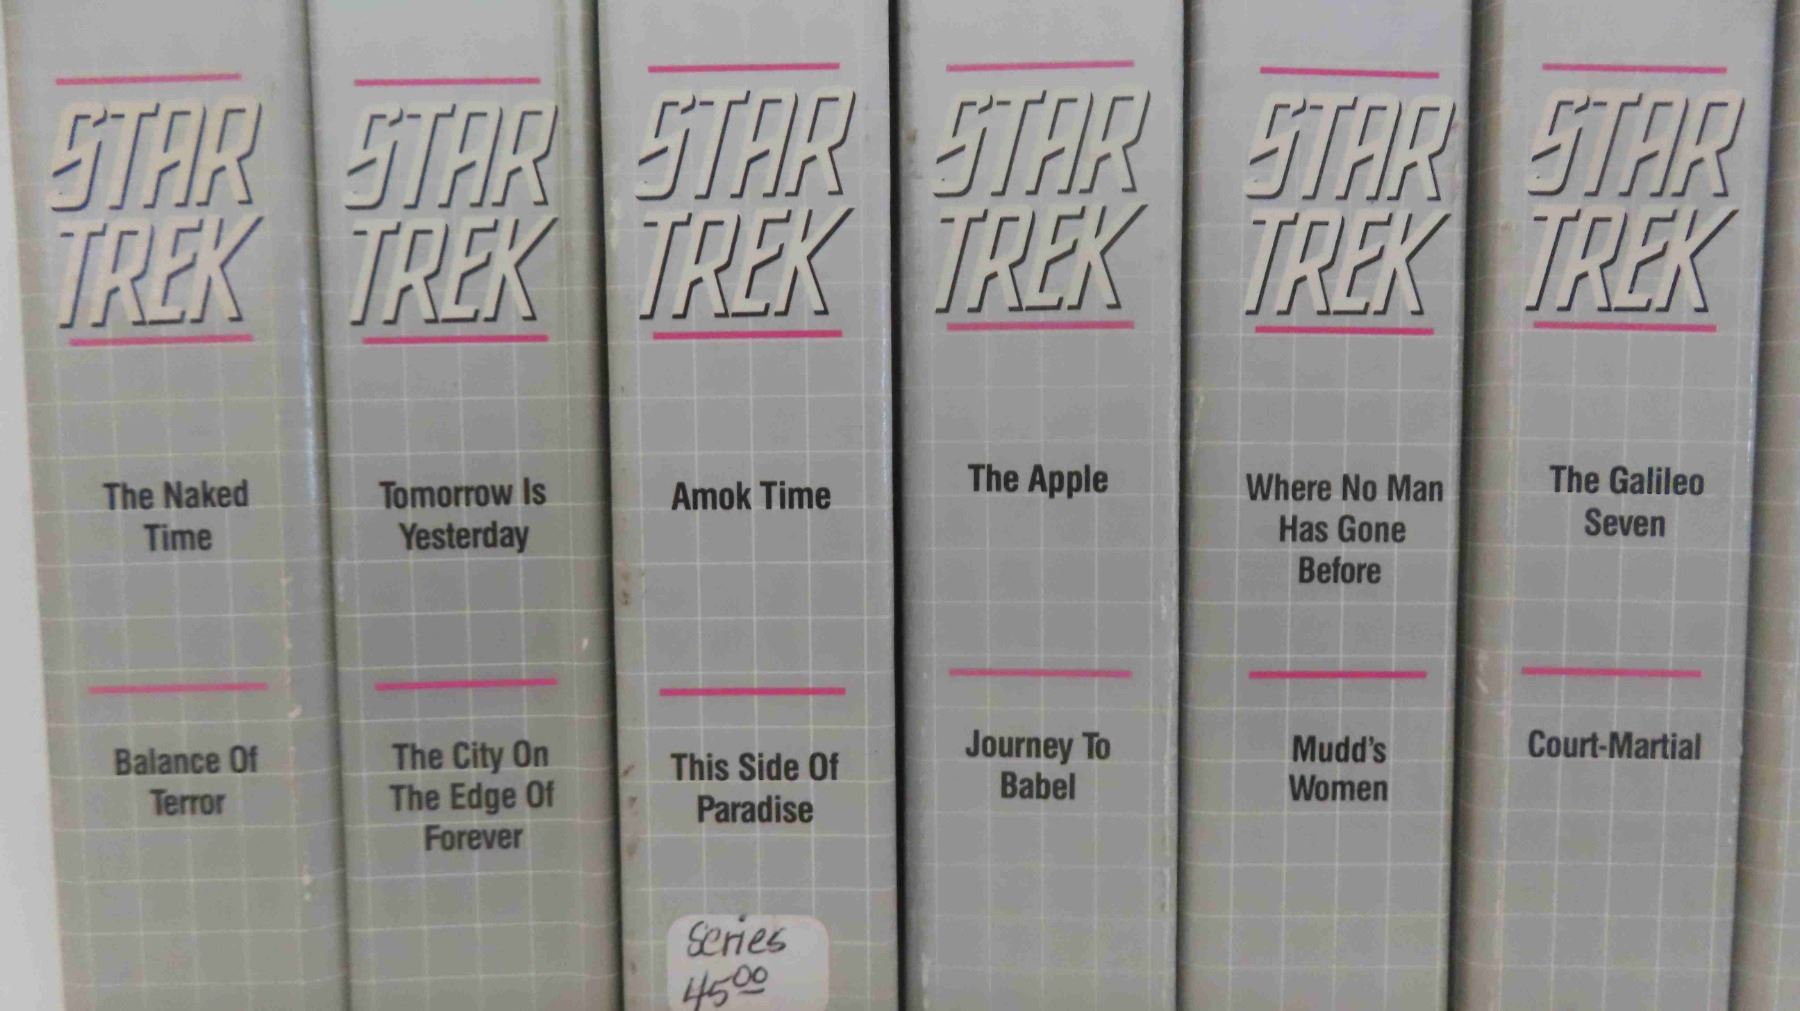 STAR
TREK
The Naked
Time
Balance Of
Terror
STAR
TREK
Tomorrow Is
Yesterday
The City On
The Edge Of
Forever
STAR
TREK
Amok Time
This Side Of
Paradise
Series
45⁰⁰
STAR
TREK
The Apple
Journey To
Babel
STAR
TREK
Where No Man
Has Gone
Before
Mudd's
Women
STAR
TREK
The Galileo
Seven
Court-Martial